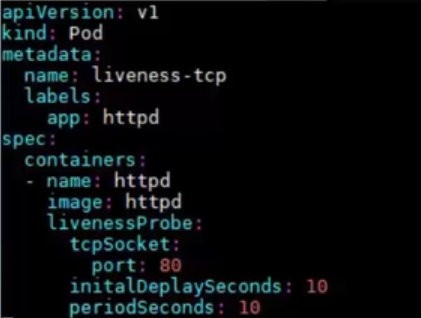 apiVersion: v1
kind: Pod
metadata:
  name: liveness-tcp
  labels:
    app: httpd
spec:
  containers:
  - name: httpd
    image: httpd
    livenessProbe:
      tcpSocket:
        port: 80
      initalDeplaySeconds: 10
      periodSeconds: 10